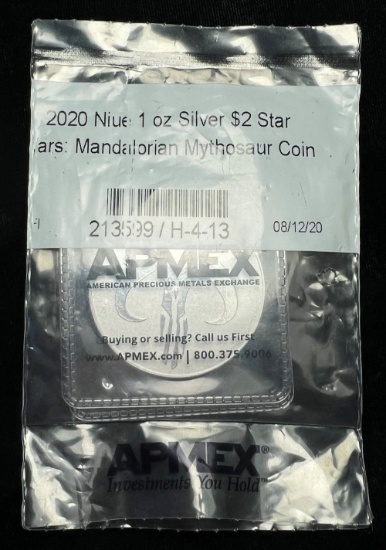 2020 Niue 1 oz Silver $2 Star
ars: Mandalorian Mythosaur Coin
213599 / H-4-13
08/12/20
APMEX
AMERICAN PRECIOUS METALS EXCHANGE
Buying or selling? Call us First
www.APMEX.com | 800.375.9006
APMEX®
Investments You Hold™